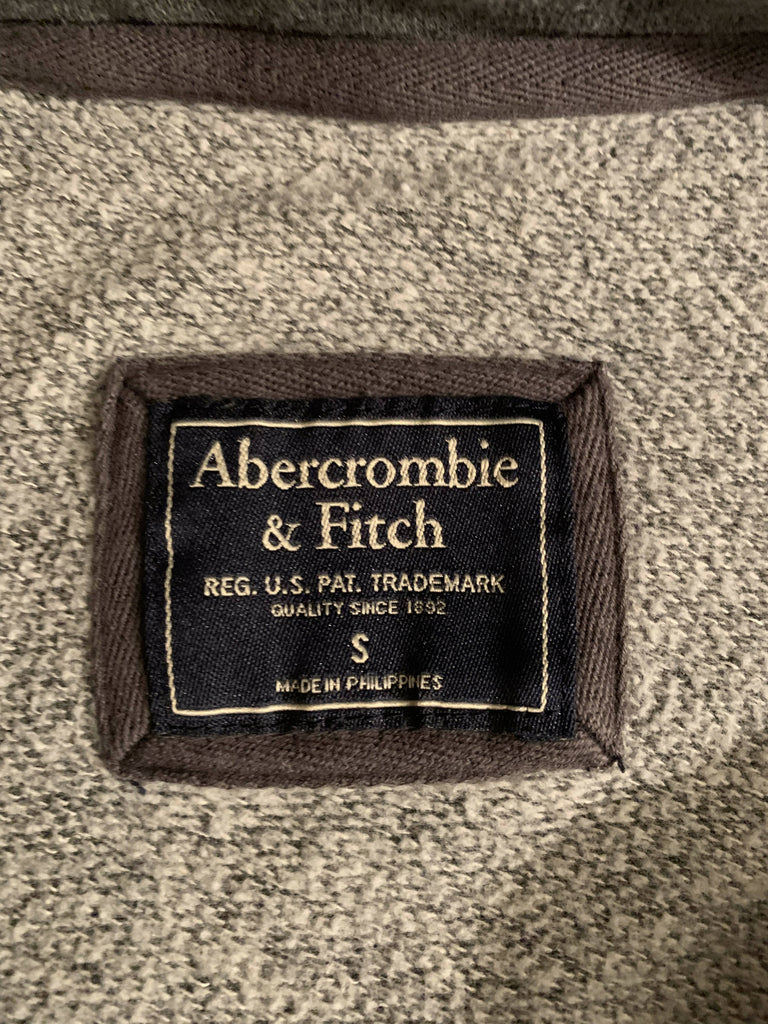 Abercrombie
& Fitch
REG. U.S. PAT. TRADEMARK
QUALITY SINCE 1892
S
MADE IN PHILIPPINES